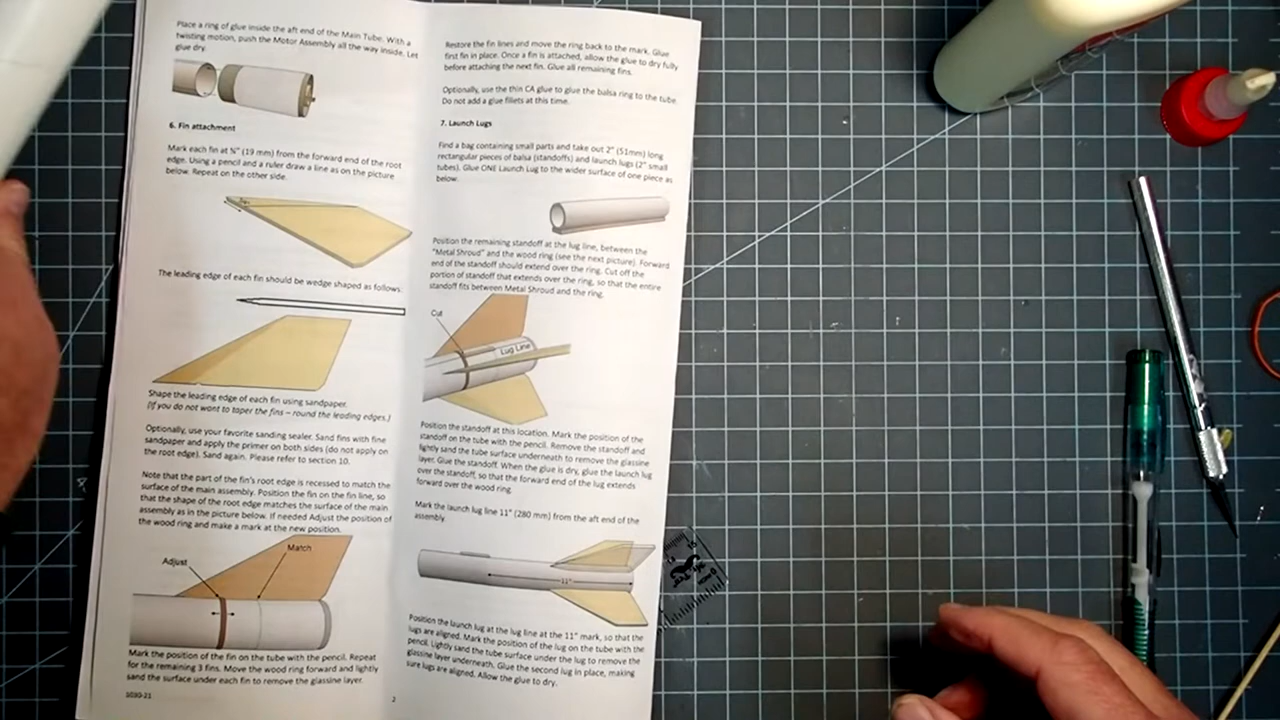 Place a ring of glue inside the aft end of the Main Tube. With a
twisting motion, push the Motor Assembly all the way inside. Let
glue dry.
6. Fin attachment
Mark each fin at ¾" (19 mm) from the forward end of the root
edge. Using a pencil and a ruler draw a line as on the picture
below. Repeat on the other side.
The leading edge of each fin should be wedge shaped as follows:
Shape the leading edge of each fin using sandpaper.
(If you do not want to taper the fins – round the leading edges.)
Optionally, use your favorite sanding sealer. Sand fins with fine
sandpaper and apply the primer on both sides (do not apply on
the root edge). Sand again. Please refer to section 10.
Note that the part of the fin's root edge is recessed to match the
surface of the main assembly. Position the fin on the fin line, so
that the shape of the root edge matches the surface of the main
assembly as in the picture below. If needed Adjust the position of
the wood ring and make a mark at the new position.
Match
Adjust
Mark the position of the fin on the tube with the pencil. Repeat
for the remaining 3 fins. Move the wood ring forward and lightly
sand the surface under each fin to remove the glassine layer.
1030-21
2
Restore the fin lines and move the ring back to the mark. Glue
first fin in place. Once a fin is attached, allow the glue to dry fully
before attaching the next fin. Glue all remaining fins.
Optionally, use the thin CA glue to glue the balsa ring to the tube.
Do not add a glue fillets at this time.
7. Launch Lugs
Find a bag containing small parts and take out 2" (51mm) long
rectangular pieces of balsa (standoffs) and launch lugs (2" small
tubes). Glue ONE Launch Lug to the wider surface of one piece as
below.
Position the remaining standoff at the lug line, between the
"Metal Shroud" and the wood ring (see the next picture). Forward
end of the standoff should extend over the ring. Cut off the
portion of standoff that extends over the ring, so that the entire
standoff fits between Metal Shroud and the ring.
Cut
Lug Line
Position the standoff at this location. Mark the position of the
standoff on the tube with the pencil. Remove the standoff and
lightly sand the tube surface underneath to remove the glassine
layer. Glue the standoff. When the glue is dry, glue the launch lug
over the standoff, so that the forward end of the lug extends
forward over the wood ring.
Mark the launch lug line 11" (280 mm) from the aft end of the
assembly.
11"
Position the launch lug at the lug line at the 11" mark, so that the
lugs are aligned. Mark the position of the lug on the tube with the
pencil. Lightly sand the tube surface under the lug to remove the
glassine layer underneath. Glue the second lug in place, making
sure lugs are aligned. Allow the glue to dry.